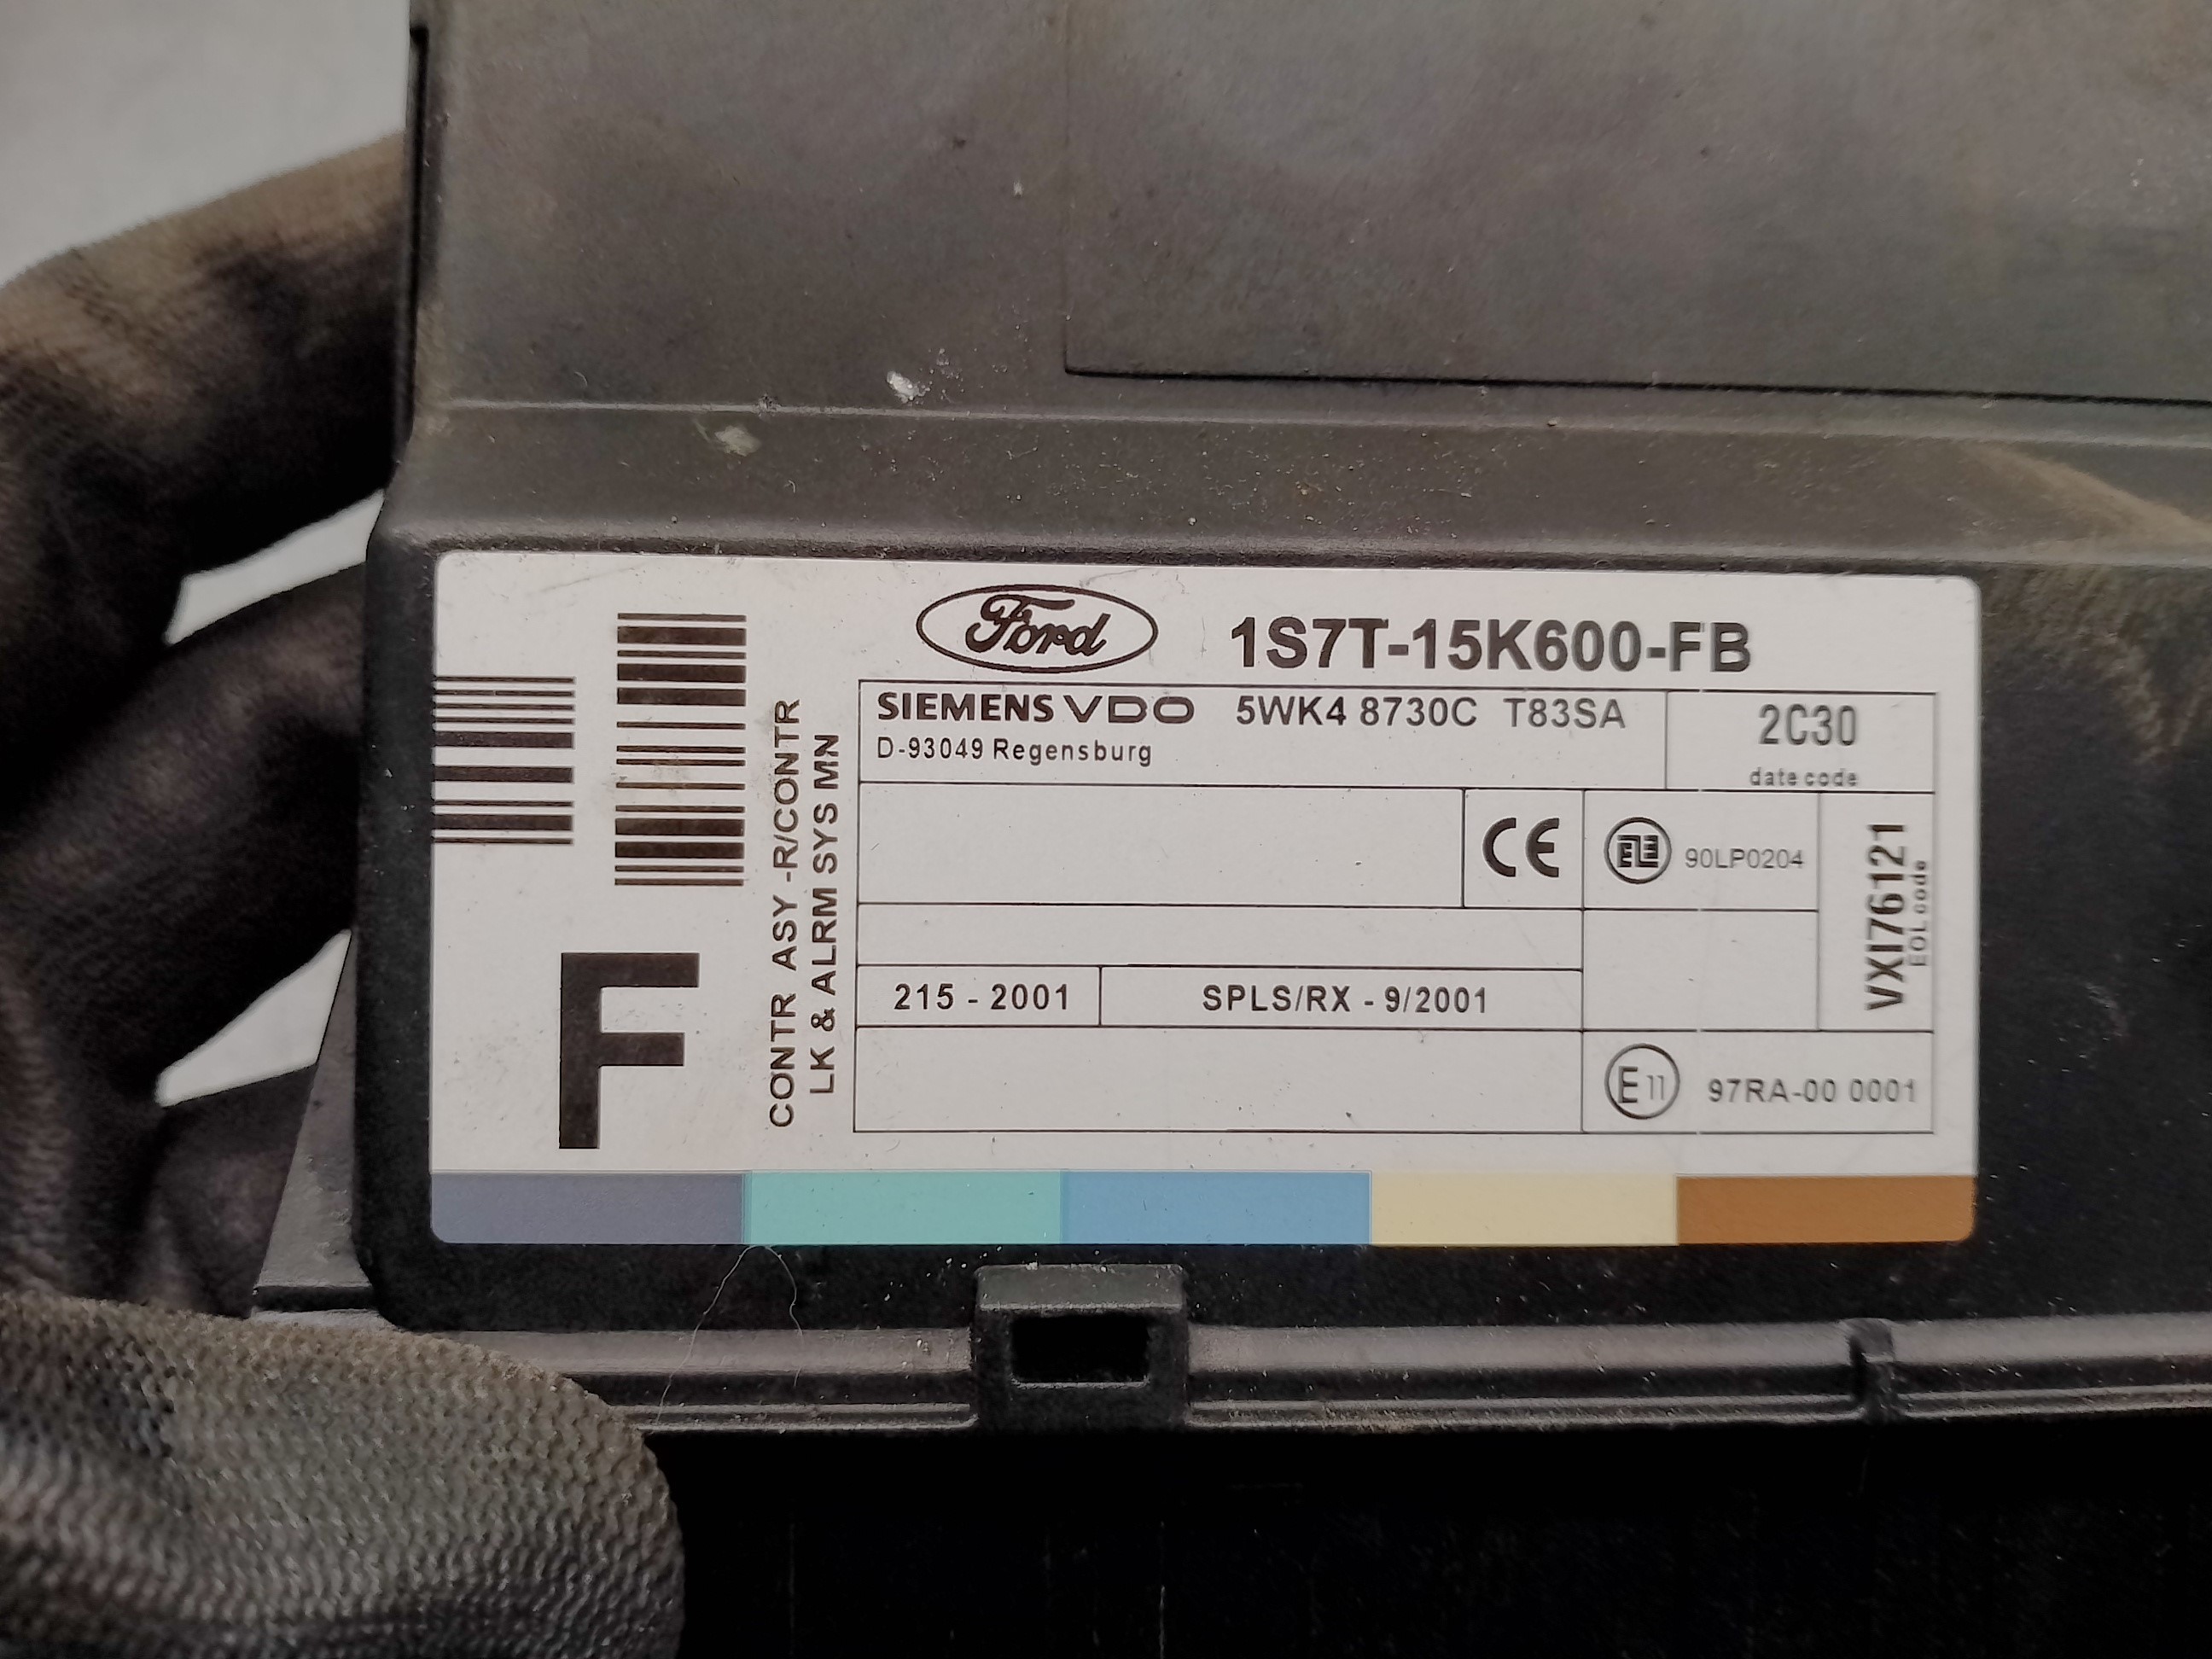 Ford 1S7T-15K600-FB
SIEMENS VDO 5WK4 8730C T83SA
D-93049 Regensburg
2C30
date code
CE
90LP0204
VXI76121
EOL code
215 - 2001
SPLS/RX - 9/2001
E11
97RA-00 0001
CONTR ASY -R/CONTR
LK & ALRM SYS MN
F